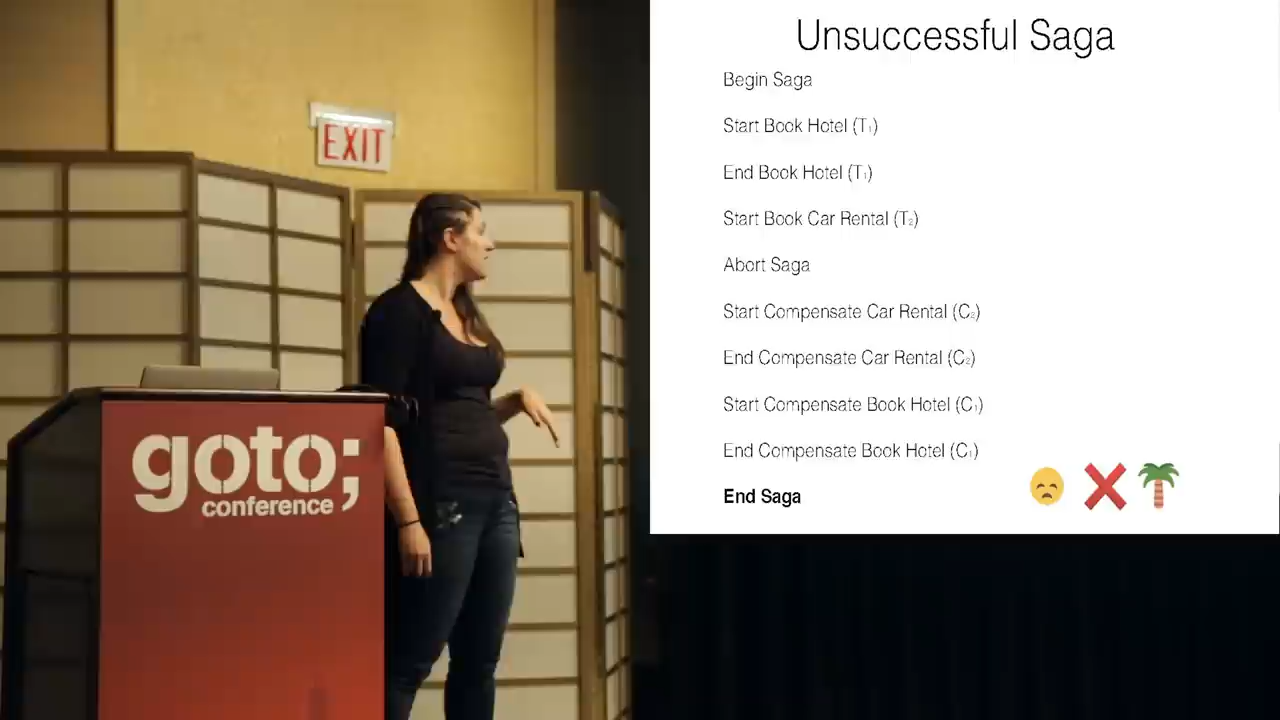 EXIT
goto;
conference
Unsuccessful Saga
Begin Saga
Start Book Hotel (T₁)
End Book Hotel (T₁)
Start Book Car Rental (T₂)
Abort Saga
Start Compensate Car Rental (C₂)
End Compensate Car Rental (C₂)
Start Compensate Book Hotel (C₁)
End Compensate Book Hotel (C₁)
End Saga